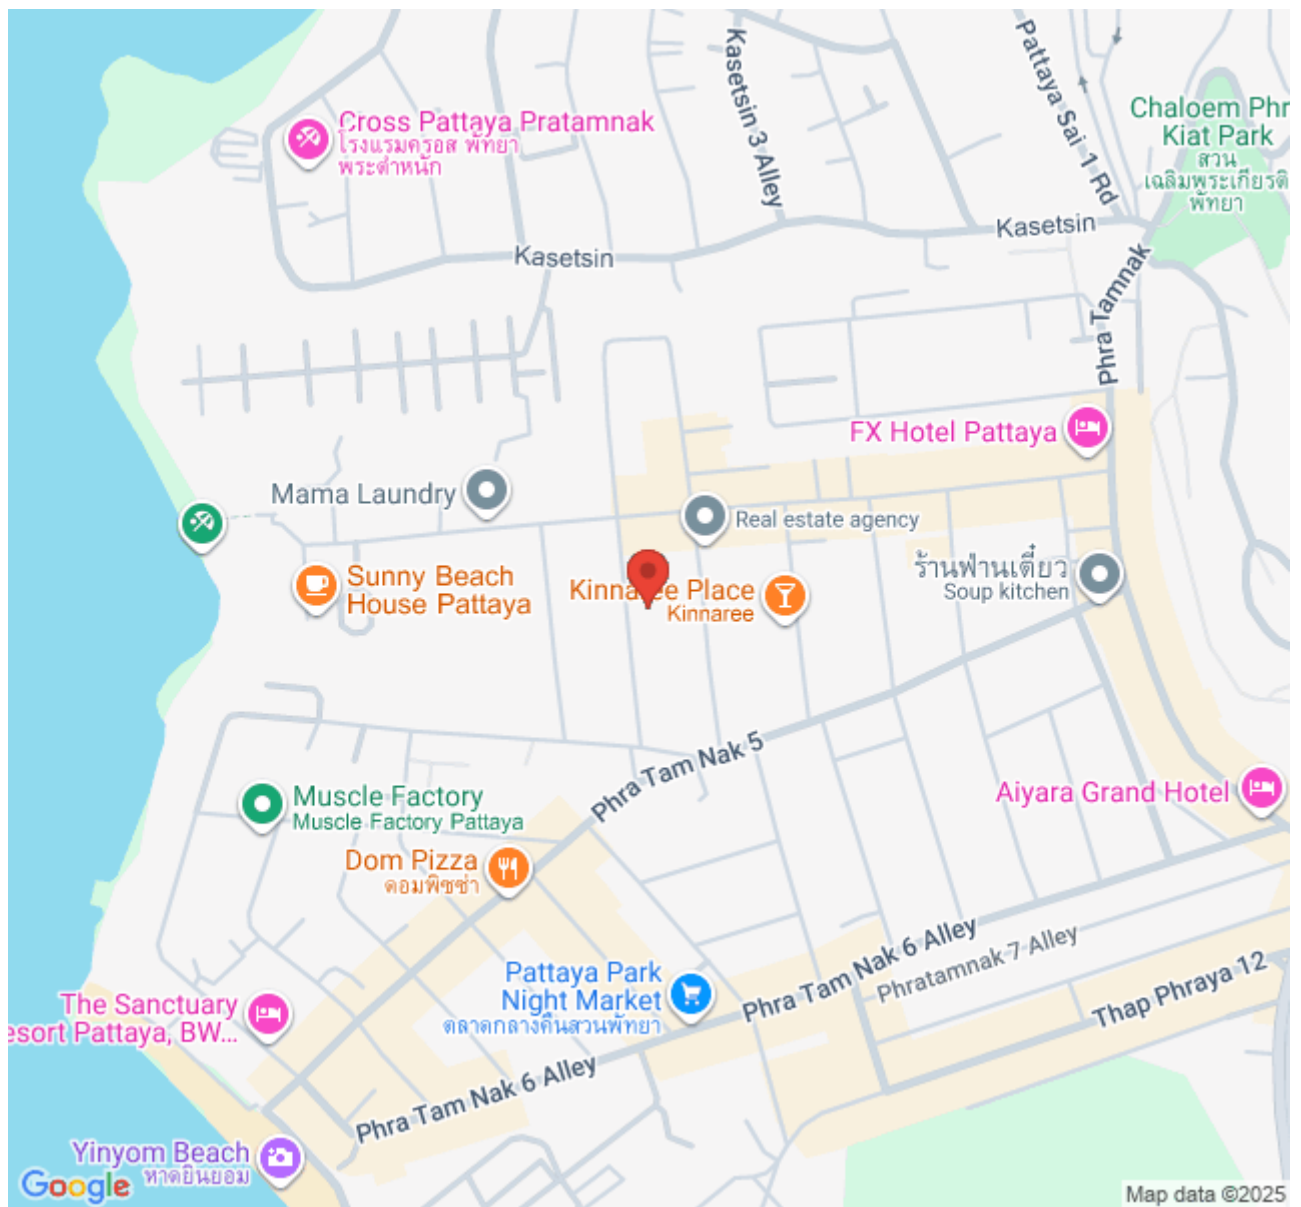 Kasetsin 3 Alley
Pattaya Sai 1 Rd
Chaloem Phr
Kiat Park
สวน
เฉลิมพระเกียรติ
พัทยา
Cross Pattaya Pratamnak
โรงแรมครอส พัทยา
พระตำหนัก
Kasetsin
Kasetsin
Phra Tamnak
FX Hotel Pattaya
Mama Laundry
Real estate agency
Sunny Beach
House Pattaya
Kinnaree Place
Kinnaree
ร้านฟ่านเตี๋ยว
Soup kitchen
Phra Tam Nak 5
Muscle Factory
Muscle Factory Pattaya
Aiyara Grand Hotel
Dom Pizza
ดอมพิซซ่า
Phra Tam Nak 6 Alley
Phratamnak 7 Alley
Thap Phraya 12
Pattaya Park
Night Market
ตลาดกลางคืนสวนพัทยา
The Sanctuary
esort Pattaya, BW...
Phra Tam Nak 6 Alley
Yinyom Beach
หาดยินยอม
Google
Map data ©2025